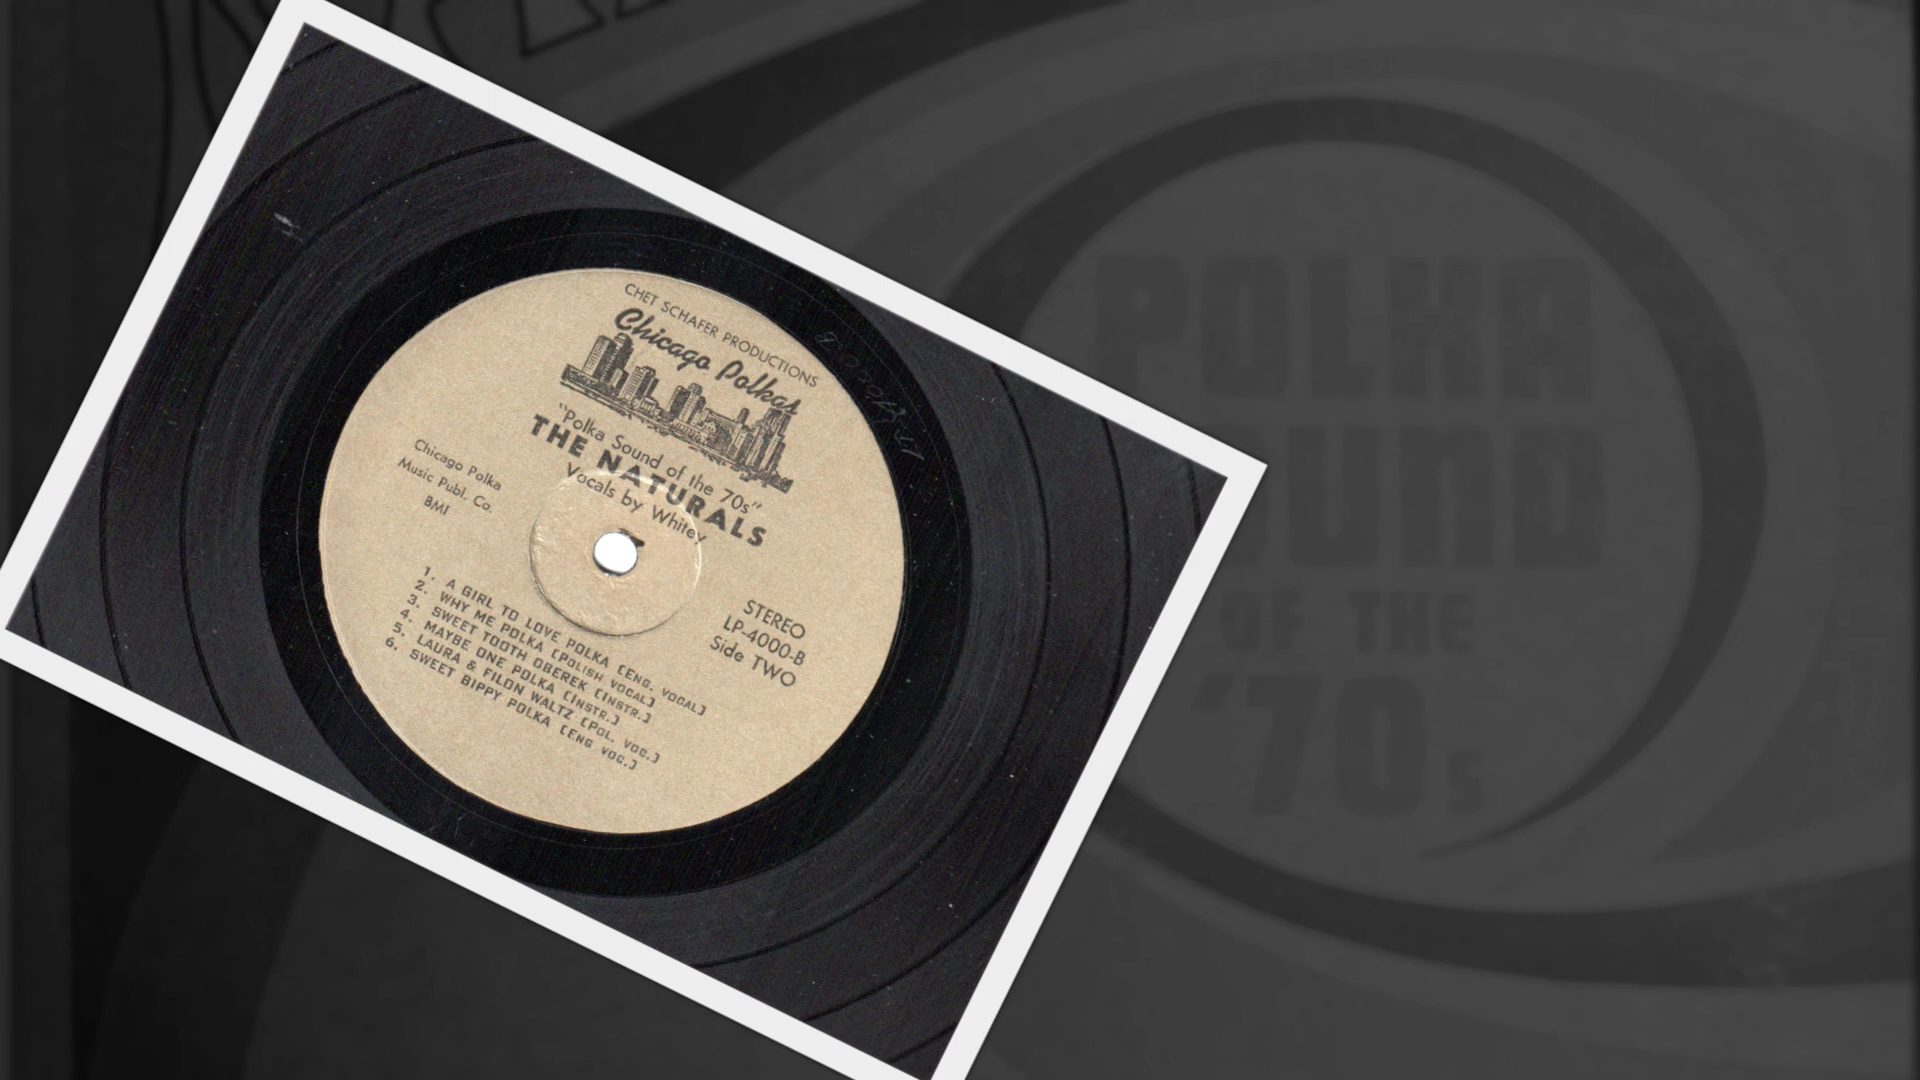 CHET SCHAFER PRODUCTIONS
Chicago Polkas
"Polka Sound of the 70s"
THE NATURALS
Vocals by Whitey
Chicago Polka
Music Publ. Co.
BMI
STEREO
LP-4000-B
Side TWO
1. A GIRL TO LOVE POLKA [ENG. VOCAL]
2. WHY ME POLKA [POLISH VOCAL]
3. SWEET TOOTH OBEREK [INSTR.]
4. MAYBE ONE POLKA [INSTR.]
5. LAURA & FILON WALTZ [POL. VOC.]
6. SWEET BIPPY POLKA [ENG VOC.]
POLKA
OUND
OF THE
'70s